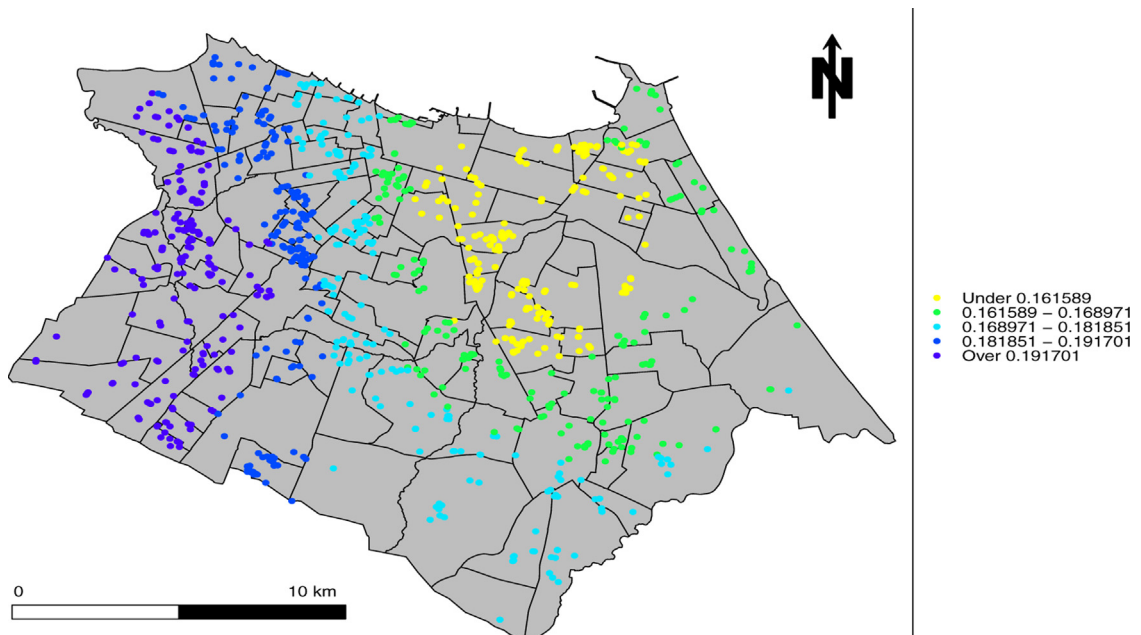 N
Under 0.161589
0.161589 – 0.168971
0.168971 – 0.181851
0.181851 – 0.191701
Over 0.191701
0 10 km